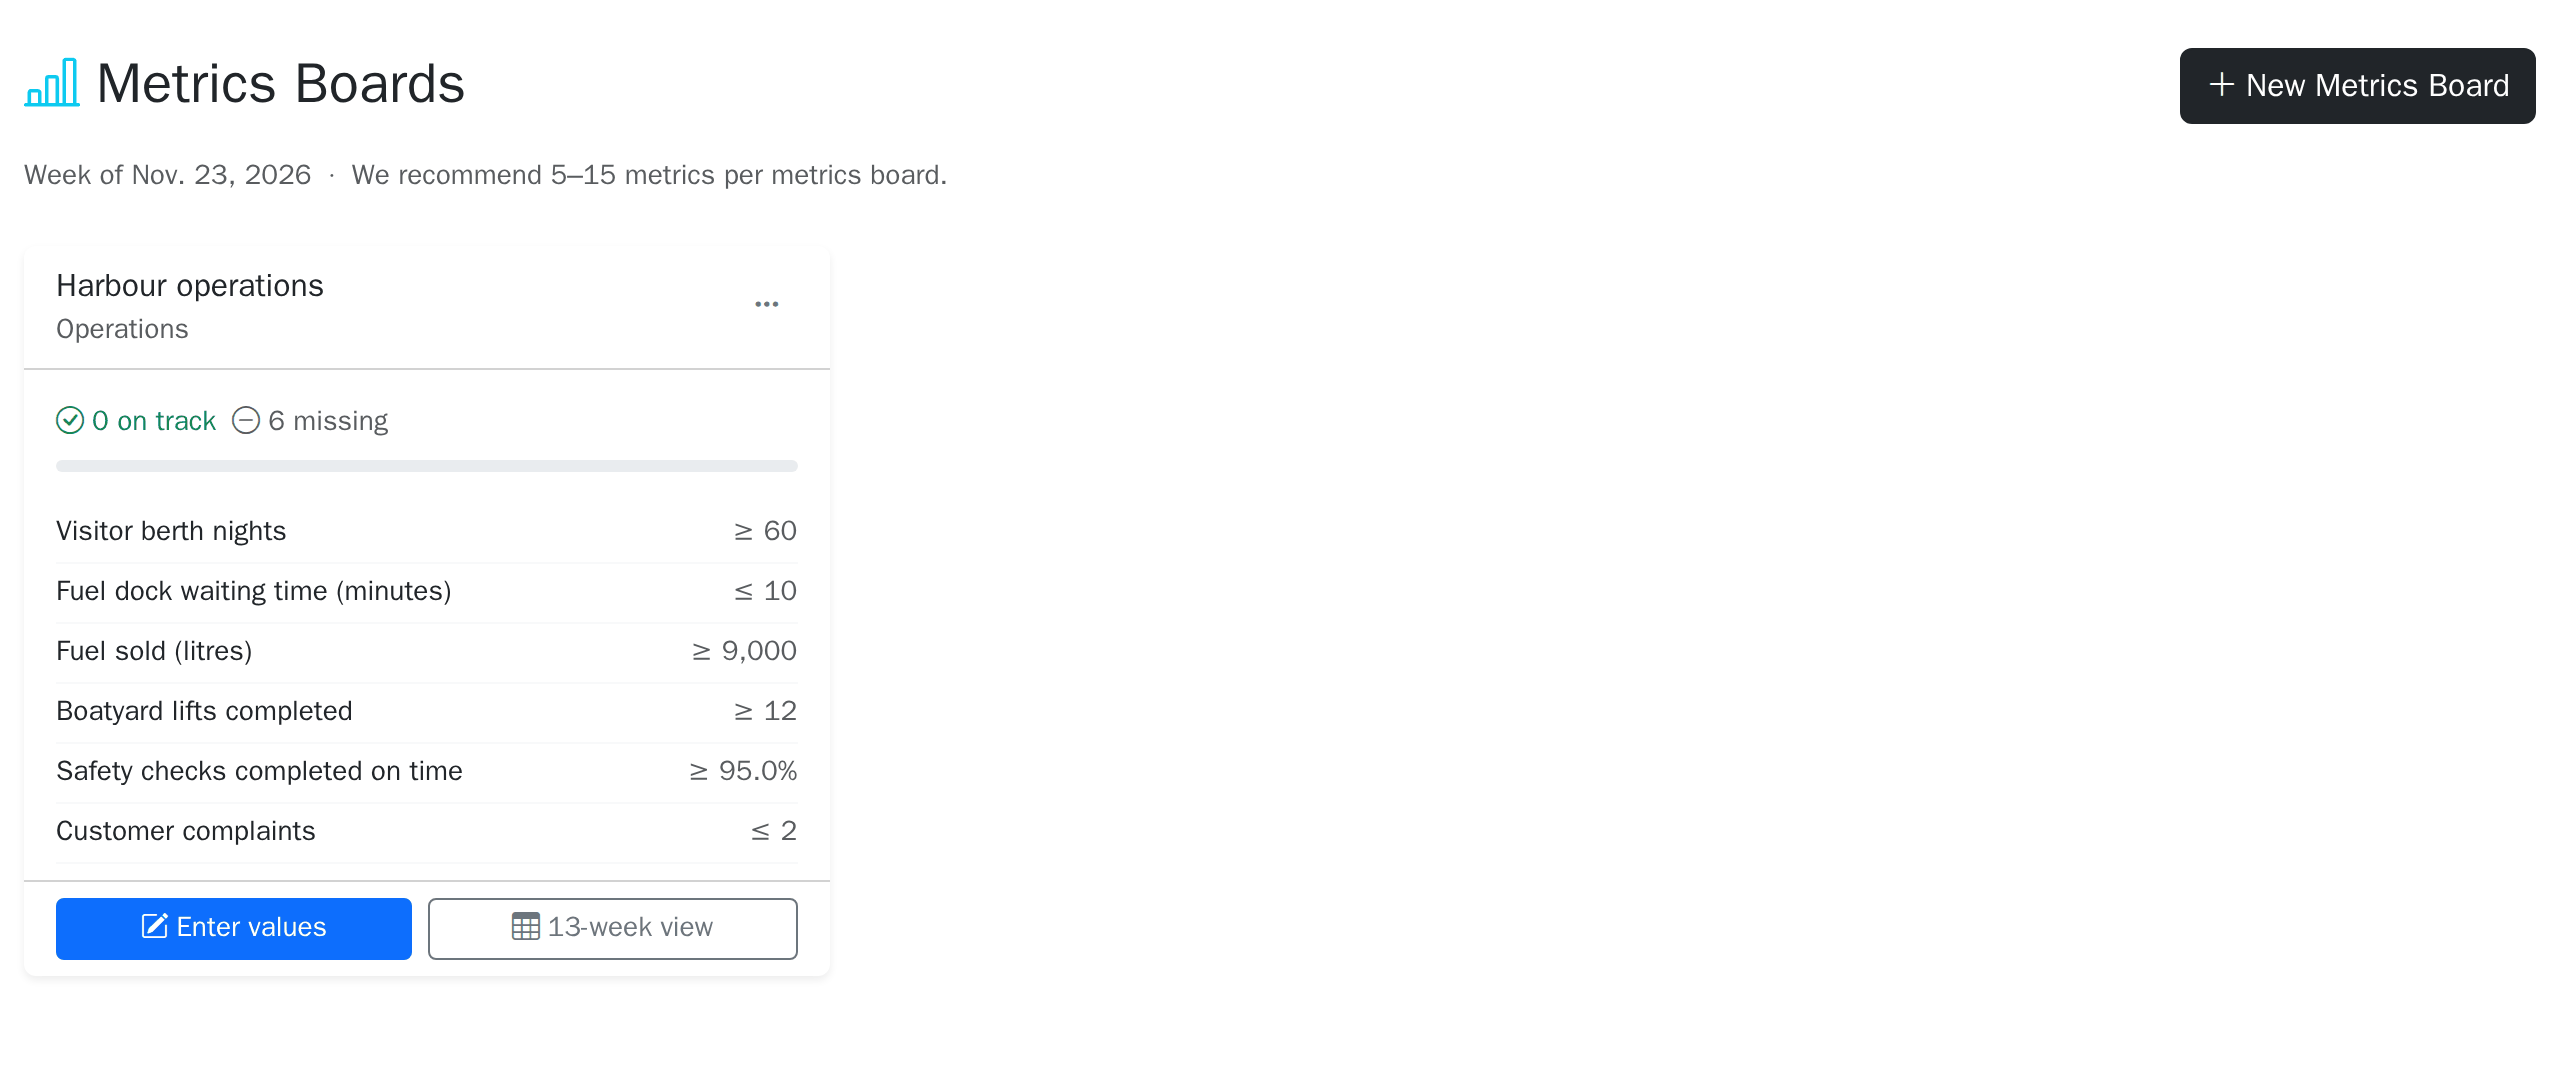 Metrics Boards
+ New Metrics Board
Week of Nov. 23, 2026 · We recommend 5–15 metrics per metrics board.
Harbour operations
Operations
0 on track 6 missing
Visitor berth nights ≥ 60
Fuel dock waiting time (minutes) ≤ 10
Fuel sold (litres) ≥ 9,000
Boatyard lifts completed ≥ 12
Safety checks completed on time ≥ 95.0%
Customer complaints ≤ 2
Enter values 13-week view